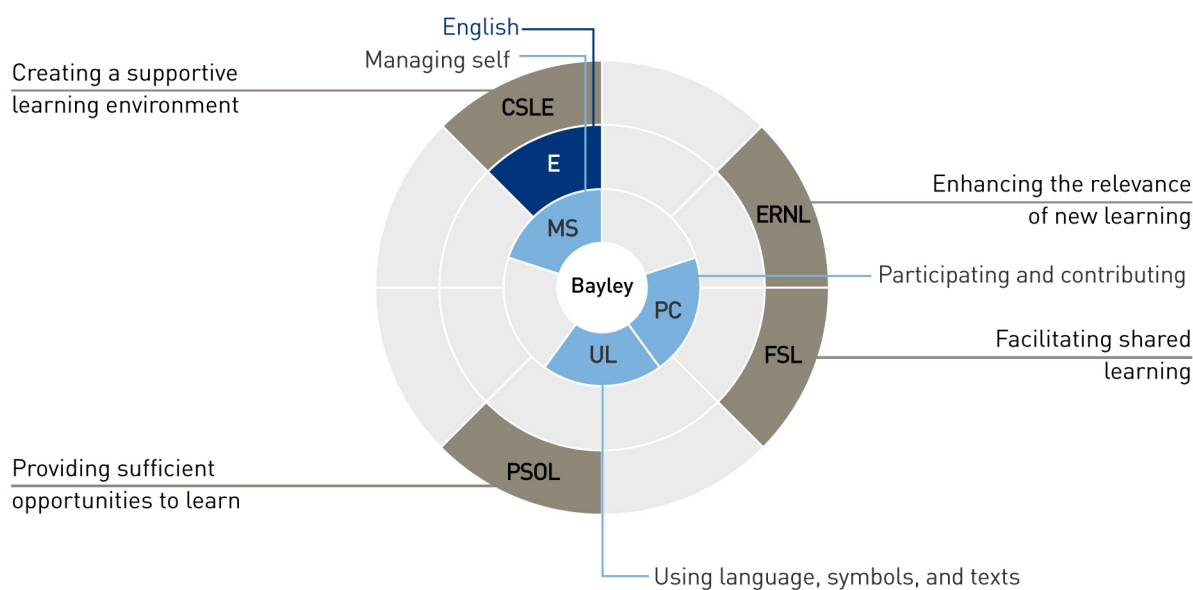 English
Managing self
Creating a supportive
learning environment
CSLE
E
MS
ERNL
Enhancing the relevance
of new learning
Participating and contributing
Bayley
PC
UL
FSL
Facilitating shared
learning
PSOL
Providing sufficient
opportunities to learn
Using language, symbols, and texts